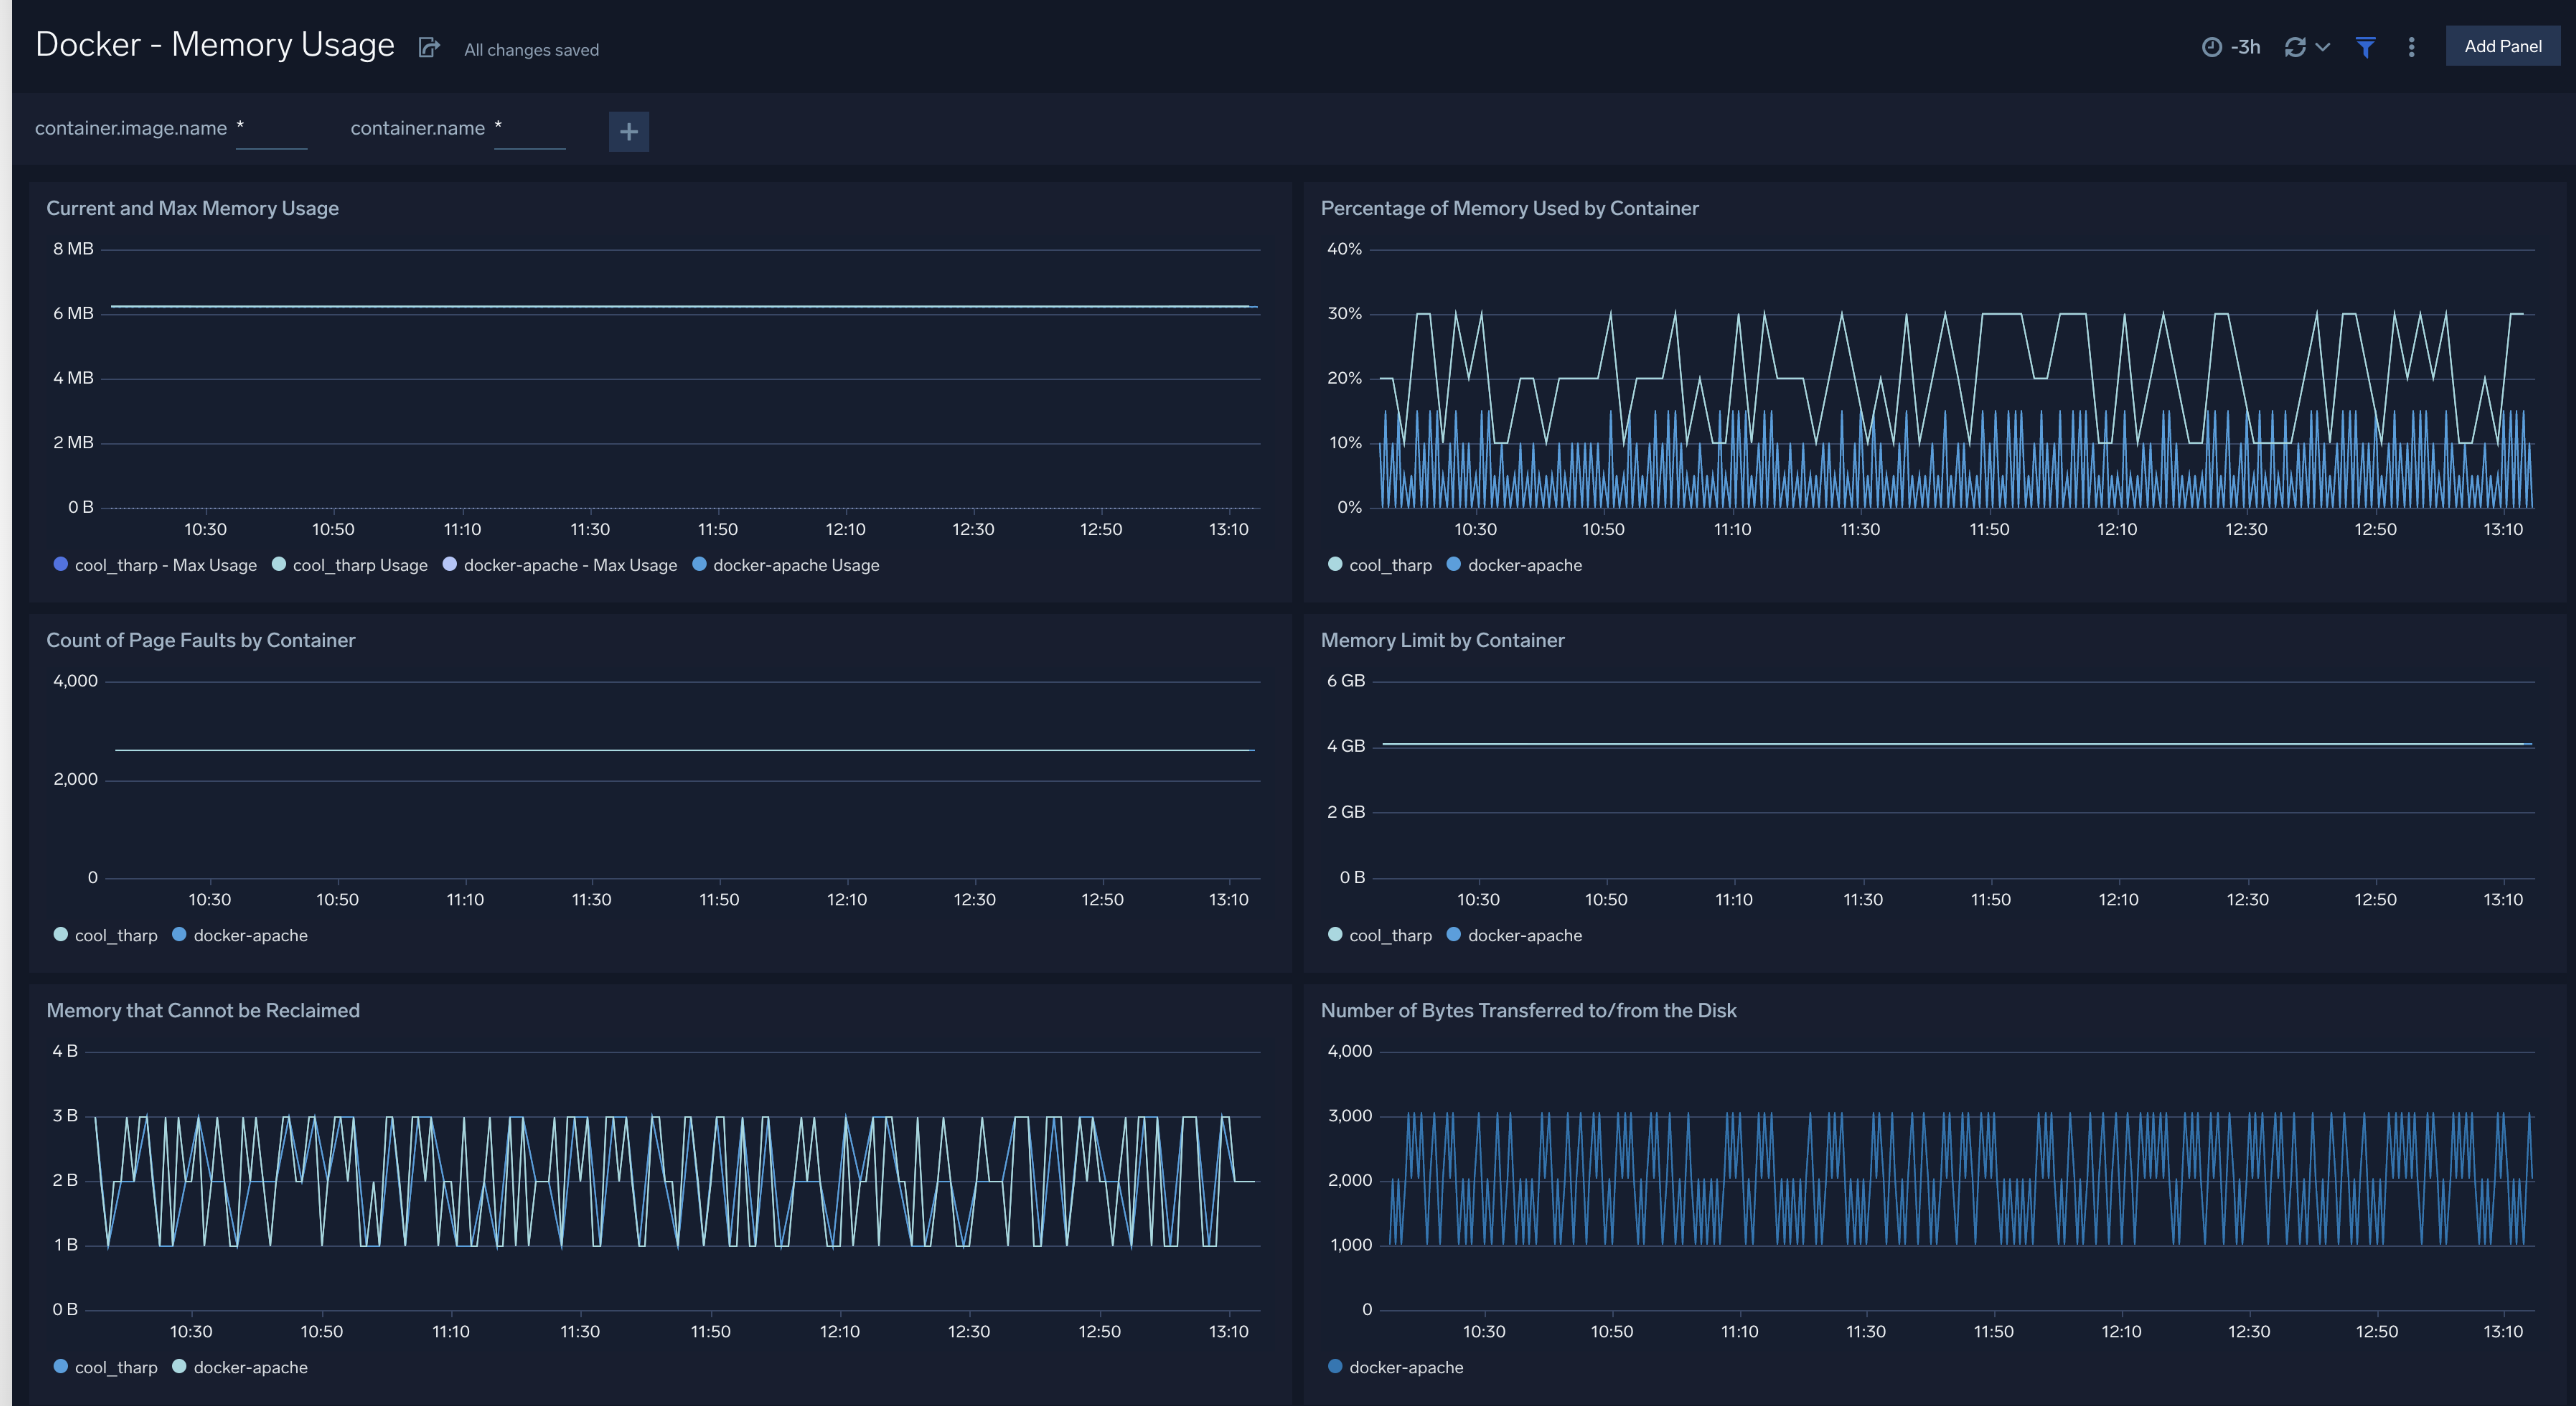 Docker - Memory Usage All changes saved -3h Add Panel
container.image.name * container.name * +
Current and Max Memory Usage
8 MB
6 MB
4 MB
2 MB
0 B
10:30 10:50 11:10 11:30 11:50 12:10 12:30 12:50 13:10
cool_tharp - Max Usage cool_tharp Usage docker-apache - Max Usage docker-apache Usage
Percentage of Memory Used by Container
40%
30%
20%
10%
0%
10:30 10:50 11:10 11:30 11:50 12:10 12:30 12:50 13:10
cool_tharp docker-apache
Count of Page Faults by Container
4,000
2,000
0
10:30 10:50 11:10 11:30 11:50 12:10 12:30 12:50 13:10
cool_tharp docker-apache
Memory Limit by Container
6 GB
4 GB
2 GB
0 B
10:30 10:50 11:10 11:30 11:50 12:10 12:30 12:50 13:10
cool_tharp docker-apache
Memory that Cannot be Reclaimed
4 B
3 B
2 B
1 B
0 B
10:30 10:50 11:10 11:30 11:50 12:10 12:30 12:50 13:10
cool_tharp docker-apache
Number of Bytes Transferred to/from the Disk
4,000
3,000
2,000
1,000
0
10:30 10:50 11:10 11:30 11:50 12:10 12:30 12:50 13:10
docker-apache